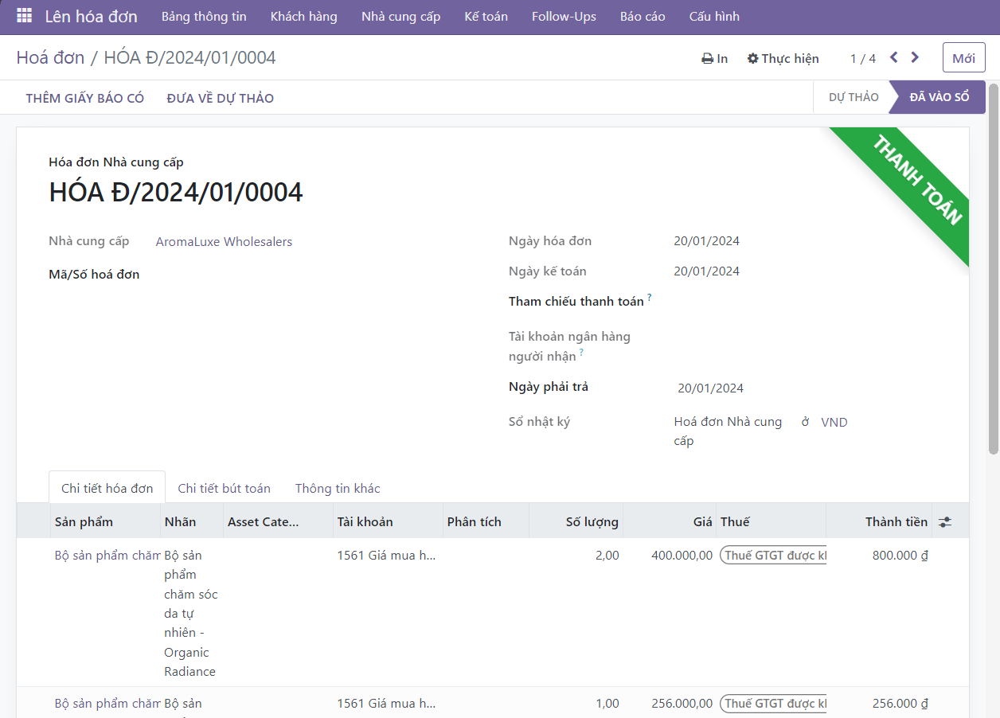 Lên hóa đơn Bảng thông tin Khách hàng Nhà cung cấp Kế toán Follow-Ups Báo cáo Cấu hình
Hoá đơn / HÓA Đ/2024/01/0004 In Thực hiện 1 / 4 Mới
THÊM GIẤY BÁO CÓ ĐƯA VỀ DỰ THẢO DỰ THẢO ĐÃ VÀO SỔ
THANH TOÁN
Hóa đơn Nhà cung cấp
HÓA Đ/2024/01/0004
Nhà cung cấp AromaLuxe Wholesalers
Mã/Số hoá đơn
Ngày hóa đơn 20/01/2024
Ngày kế toán 20/01/2024
Tham chiếu thanh toán ?
Tài khoản ngân hàng
người nhận ?
Ngày phải trả 20/01/2024
Sổ nhật ký Hoá đơn Nhà cung ở VND
cấp
Chi tiết hóa đơn Chi tiết bút toán Thông tin khác
Sản phẩm Nhãn Asset Cate... Tài khoản Phân tích Số lượng Giá Thuế Thành tiền
Bộ sản phẩm chăm Bộ sản 1561 Giá mua h... 2,00 400.000,00 Thuế GTGT được 800.000 ₫
phẩm
chăm sóc
da tự
nhiên -
Organic
Radiance
Bộ sản phẩm chăm Bộ sản 1561 Giá mua h... 1,00 256.000,00 Thuế GTGT được 256.000 ₫